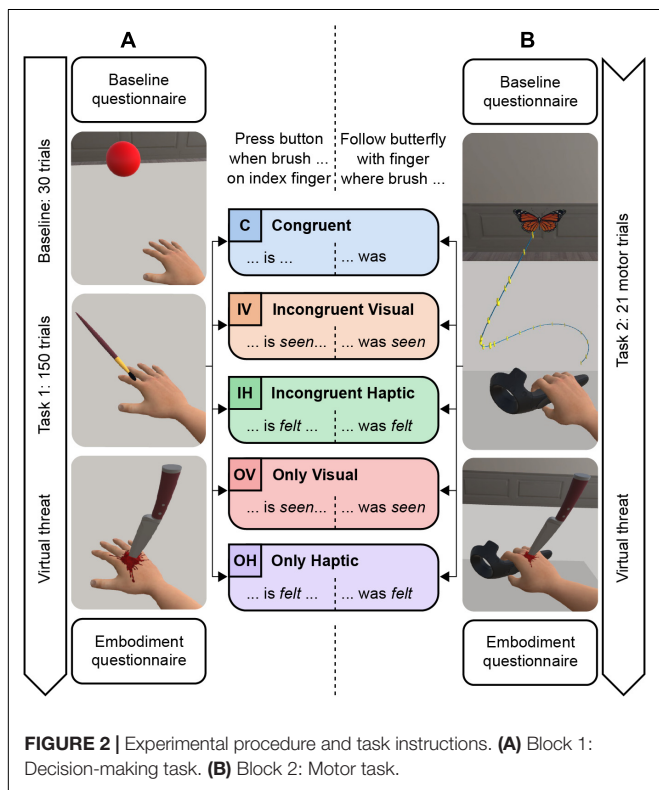 A
B
Baseline
questionnaire
Baseline
questionnaire
Baseline: 30 trials
Task 1: 150 trials
Virtual threat
Press button
when brush ...
on index finger
Follow butterfly
with finger
where brush ...
C Congruent
... is ... ... was
IV Incongruent Visual
... is seen... ... was seen
IH Incongruent Haptic
... is felt ... ... was felt
OV Only Visual
... is seen... ... was seen
OH Only Haptic
... is felt ... ... was felt
Task 2: 21 motor trials
Virtual threat
Embodiment
questionnaire
Embodiment
questionnaire
FIGURE 2 | Experimental procedure and task instructions. (A) Block 1:
Decision-making task. (B) Block 2: Motor task.